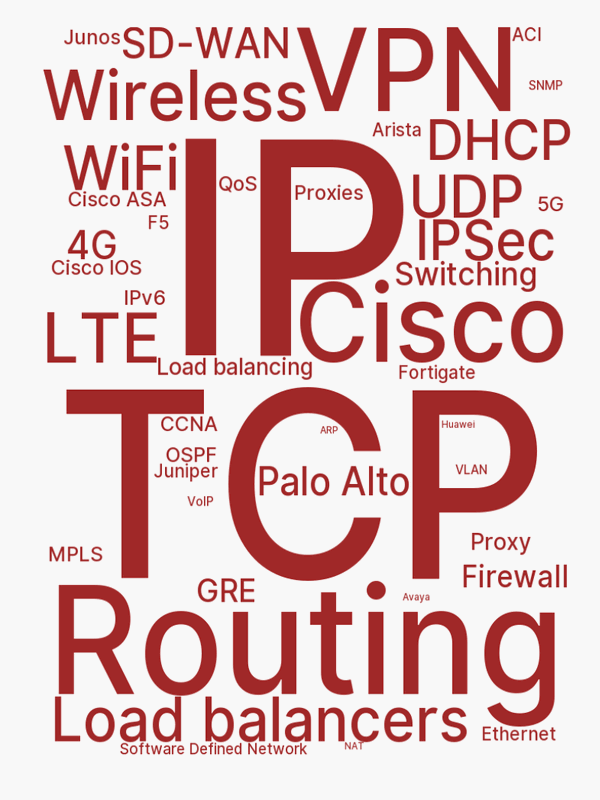 Junos
SD-WAN
VPN
ACI
Wireless
SNMP
Arista
DHCP
WiFi
IP
QoS
Proxies
UDP
5G
Cisco ASA
F5
4G
IPSec
Cisco IOS
Switching
IPv6
Cisco
LTE
Load balancing
Fortigate
TCP
CCNA
ARP
Huawei
OSPF
Juniper
Palo Alto
VLAN
VoIP
MPLS
Proxy
Firewall
GRE
Avaya
Routing
Load balancers
Ethernet
Software Defined Network
NAT